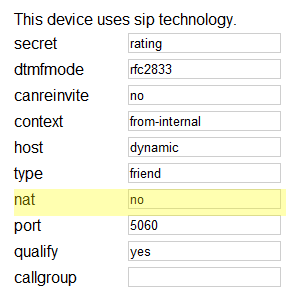 This device uses sip technology.
secret rating
dtmfmode rfc2833
canreinvite no
context from-internal
host dynamic
type friend
nat no
port 5060
qualify yes
callgroup